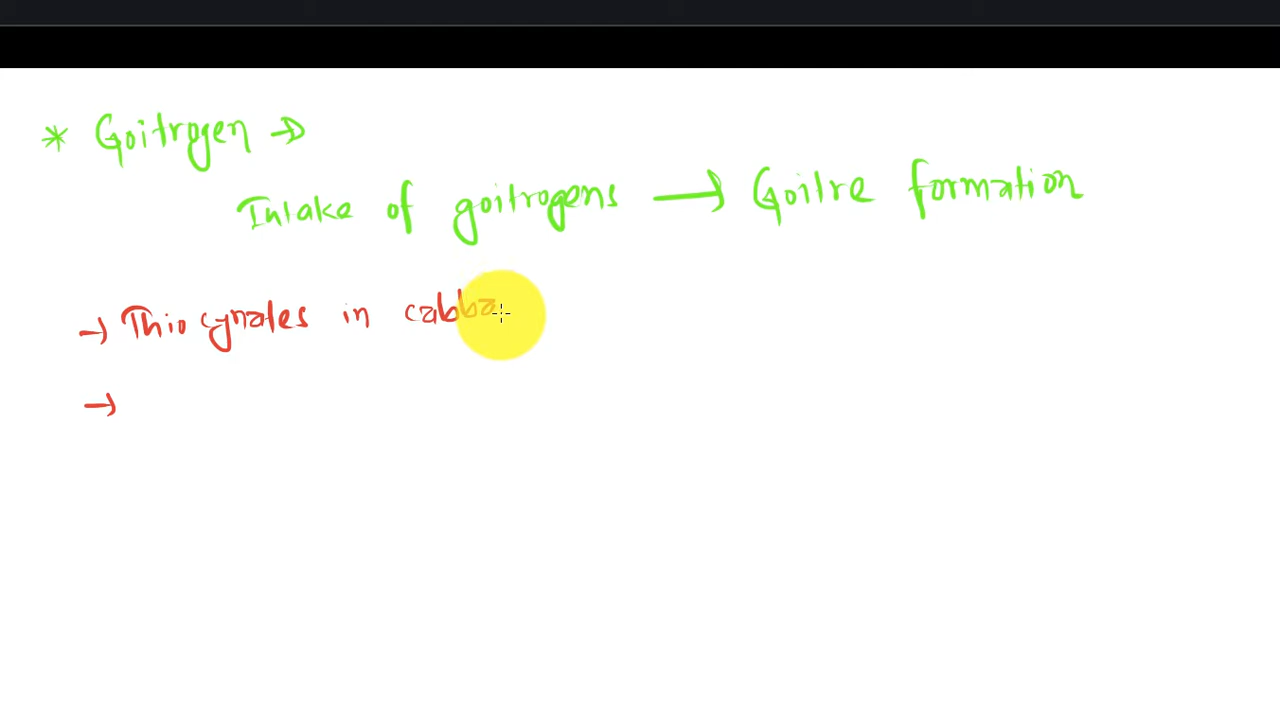 * Goitrogen →
Intake of goitrogens → Goitre formation
→ Thiocynates in cabba
→